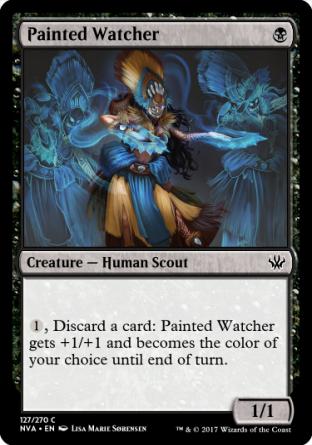 Painted Watcher
Creature — Human Scout
1, Discard a card: Painted Watcher
gets +1/+1 and becomes the color of
your choice until end of turn.
1/1
127/270 C
NVA • EN Lisa Marie Sørensen
™ & © 2017 Wizards of the Coast